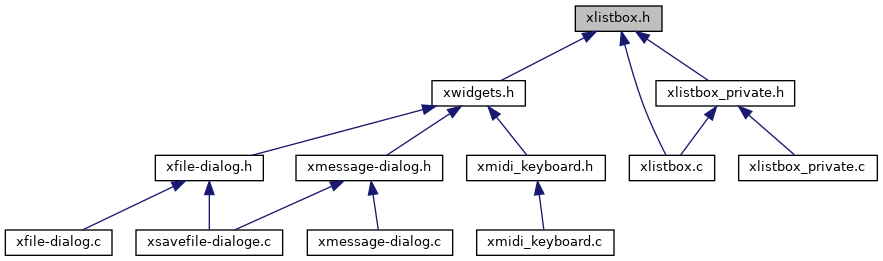 xlistbox.h
xwidgets.h
xlistbox_private.h
xfile-dialog.h
xmessage-dialog.h
xmidi_keyboard.h
xlistbox.c
xlistbox_private.c
xfile-dialog.c
xsavefile-dialoge.c
xmessage-dialog.c
xmidi_keyboard.c